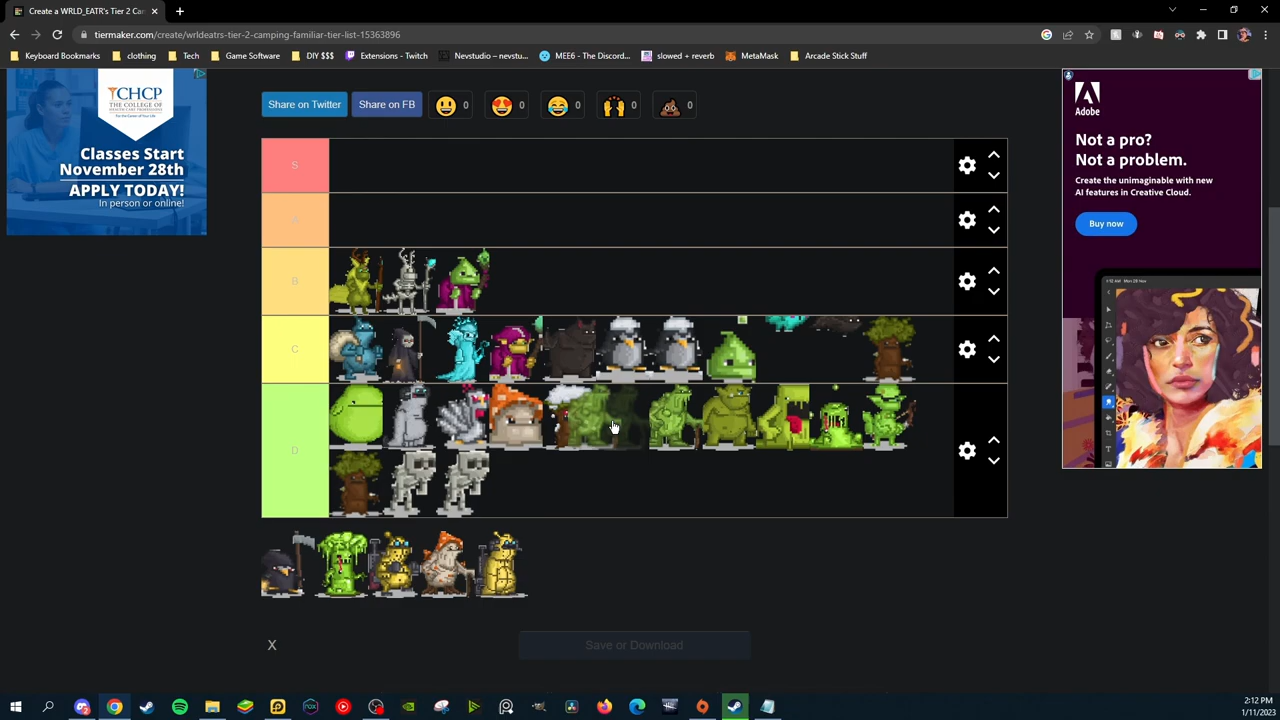 Create a WRLD_EATR's Tier 2 Car
tiermaker.com/create/wrldeatrs-tier-2-camping-familiar-tier-list-15363896
Keyboard Bookmarks
clothing
Tech
Game Software
DIY $$$
Extensions - Twitch
Nevstudio – nevstu...
MEE6 - The Discord...
slowed + reverb
MetaMask
Arcade Stick Stuff
CHCP
THE COLLEGE OF
HEALTH CARE PROFESSIONS
Classes Start
November 28th
APPLY TODAY!
In person or online!
Share on Twitter
Share on FB
0
0
0
0
0
S
A
B
C
D
X
Save or Download
Adobe
Not a pro?
Not a problem.
Create the unimaginable with new
AI features in Creative Cloud.
Buy now
2:12 PM
1/11/2023